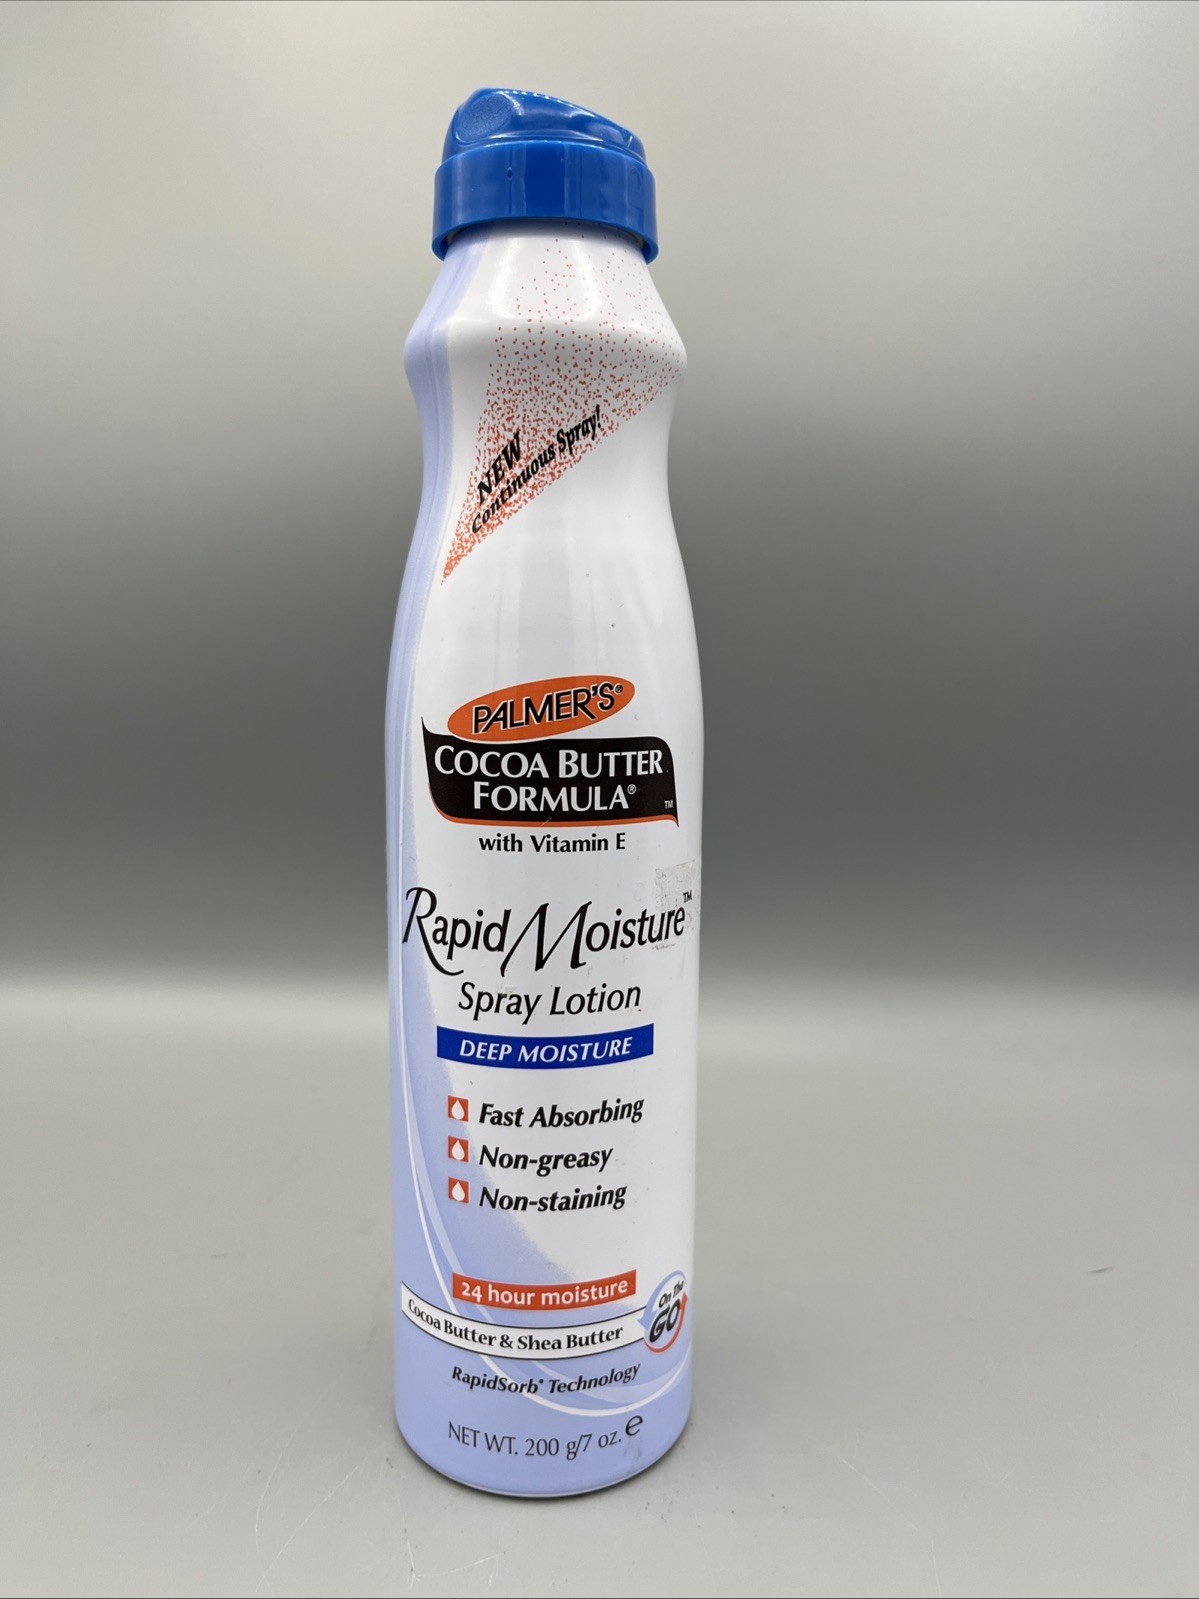 NEW
Continuous Spray!
PALMER'S®
COCOA BUTTER
FORMULA® ™
with Vitamin E
Rapid Moisture™
Spray Lotion
DEEP MOISTURE
Fast Absorbing
Non-greasy
Non-staining
24 hour moisture
On The
GO
Cocoa Butter & Shea Butter
RapidSorb* Technology
NET WT. 200 g/7 oz. ℮